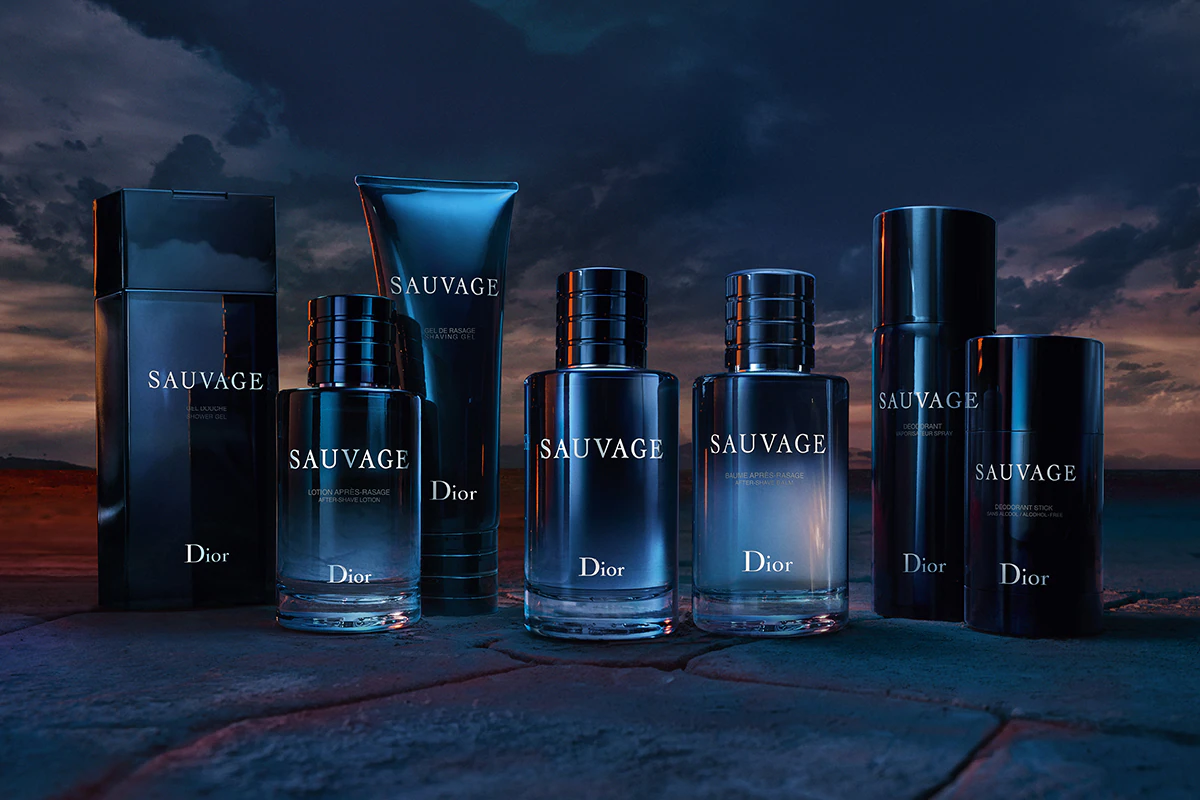 SAUVAGE
GEL DOUCHE
SHOWER GEL
Dior
SAUVAGE
LOTION APRÈS-RASAGE
AFTER-SHAVE LOTION
Dior
SAUVAGE
GEL DE RASAGE
SHAVING GEL
Dior
SAUVAGE
Dior
SAUVAGE
BAUME APRÈS-RASAGE
AFTER-SHAVE BALM
Dior
SAUVAGE
DÉODORANT
VAPORISATEUR SPRAY
Dior
SAUVAGE
DÉODORANT STICK
SANS ALCOOL / ALCOHOL-FREE
Dior